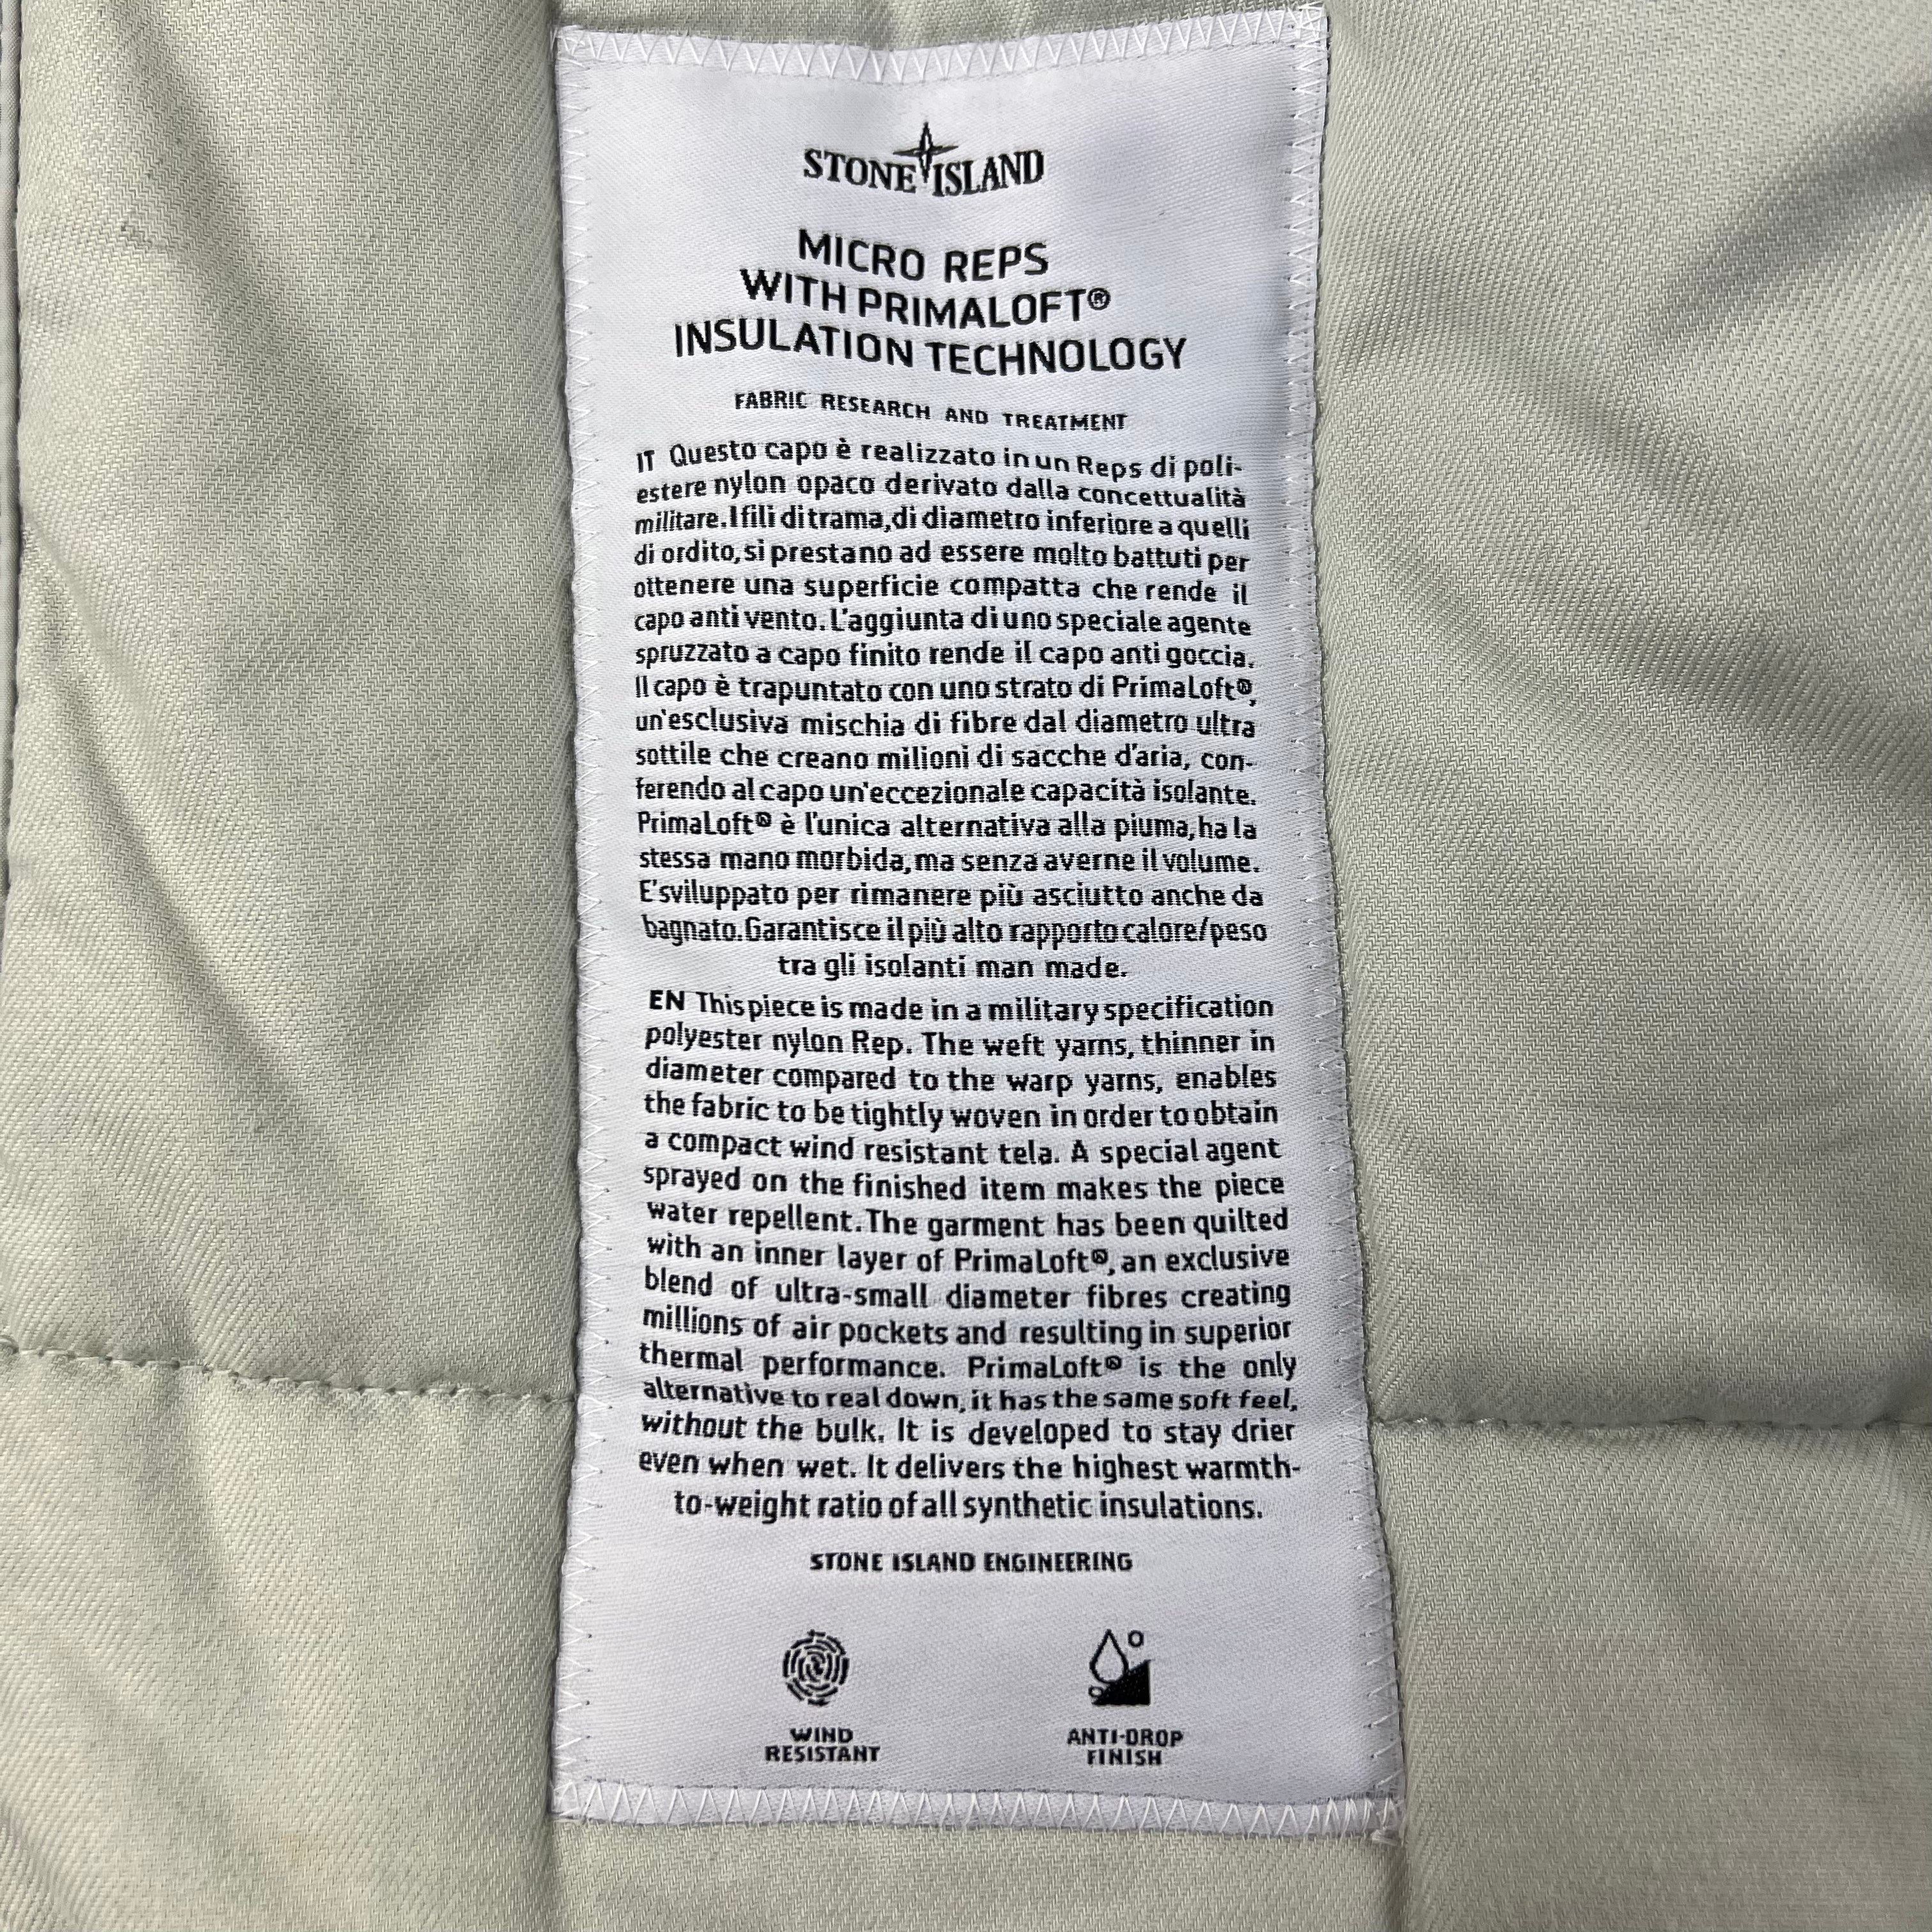 STONE ISLAND
MICRO REPS
WITH PRIMALOFT®
INSULATION TECHNOLOGY
FABRIC RESEARCH AND TREATMENT
IT Questo capo è realizzato in un Reps di poli-
estere nylon opaco derivato dalla concettualità
militare. I fili di trama, di diametro inferiore a quelli
di ordito, si prestano ad essere molto battuti per
ottenere una superficie compatta che rende il
capo anti vento. L'aggiunta di uno speciale agente
spruzzato a capo finito rende il capo anti goccia.
Il capo è trapuntato con uno strato di PrimaLoft®,
un'esclusiva mischia di fibre dal diametro ultra
sottile che creano milioni di sacche d'aria, con-
ferendo al capo un'eccezionale capacità isolante.
PrimaLoft® è l'unica alternativa alla piuma, ha la
stessa mano morbida, ma senza averne il volume.
E' sviluppato per rimanere più asciutto anche da
bagnato. Garantisce il più alto rapporto calore/peso
tra gli isolanti man made.
EN This piece is made in a military specification
polyester nylon Rep. The weft yarns, thinner in
diameter compared to the warp yarns, enables
the fabric to be tightly woven in order to obtain
a compact wind resistant tela. A special agent
sprayed on the finished item makes the piece
water repellent. The garment has been quilted
with an inner layer of PrimaLoft®, an exclusive
blend of ultra-small diameter fibres creating
millions of air pockets and resulting in superior
thermal performance. PrimaLoft® is the only
alternative to real down, it has the same soft feel,
without the bulk. It is developed to stay drier
even when wet. It delivers the highest warmth-
to-weight ratio of all synthetic insulations.
STONE ISLAND ENGINEERING
WIND
RESISTANT
ANTI-DROP
FINISH